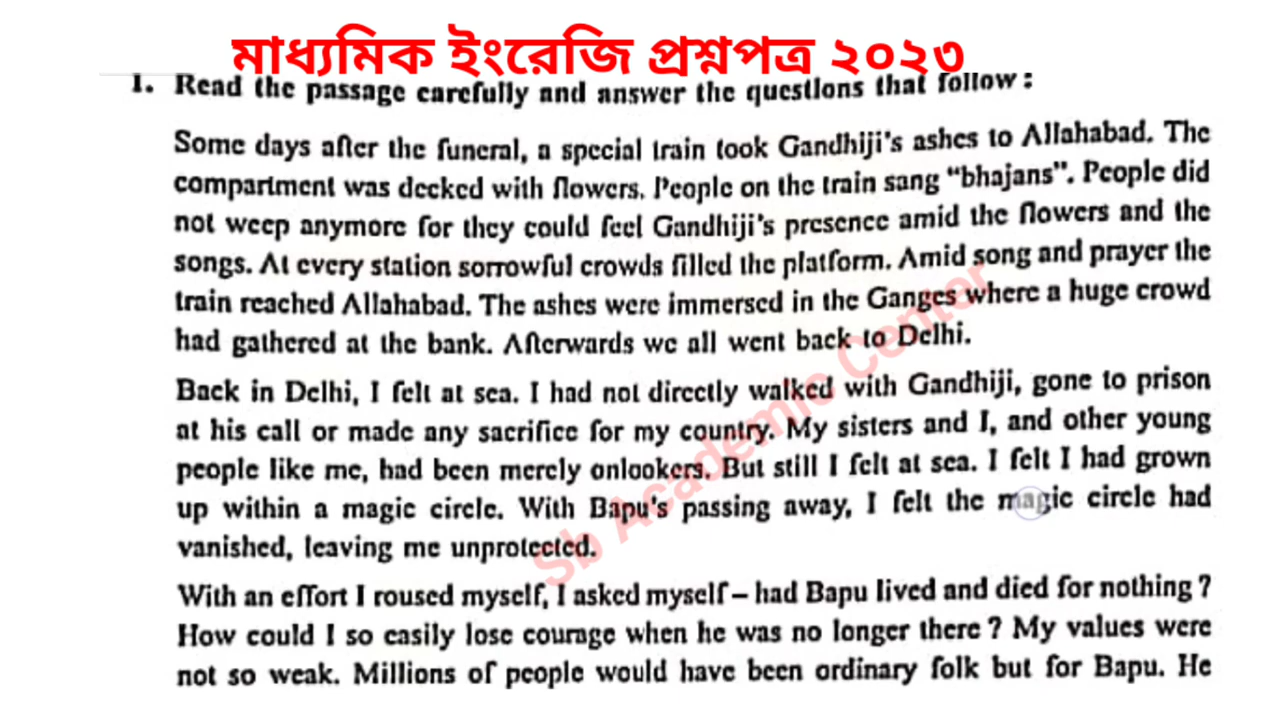 মাধ্যমিক ইংরেজি প্রশ্নপত্র ২০২৩
1. Read the passage carefully and answer the questions that follow :
Some days after the funeral, a special train took Gandhiji's ashes to Allahabad. The
compartment was decked with flowers. People on the train sang “bhajans”. People did
not weep anymore for they could feel Gandhiji's presence amid the flowers and the
songs. At every station sorrowful crowds filled the platform. Amid song and prayer the
train reached Allahabad. The ashes were immersed in the Ganges where a huge crowd
had gathered at the bank. Afterwards we all went back to Delhi.
Back in Delhi, I felt at sea. I had not directly walked with Gandhiji, gone to prison
at his call or made any sacrifice for my country. My sisters and I, and other young
people like me, had been merely onlookers. But still I felt at sea. I felt I had grown
up within a magic circle. With Bapu's passing away, I felt the magic circle had
vanished, leaving me unprotected.
With an effort I roused myself, I asked myself – had Bapu lived and died for nothing ?
How could I so easily lose courage when he was no longer there ? My values were
not so weak. Millions of people would have been ordinary folk but for Bapu. He
Sb Academic Center